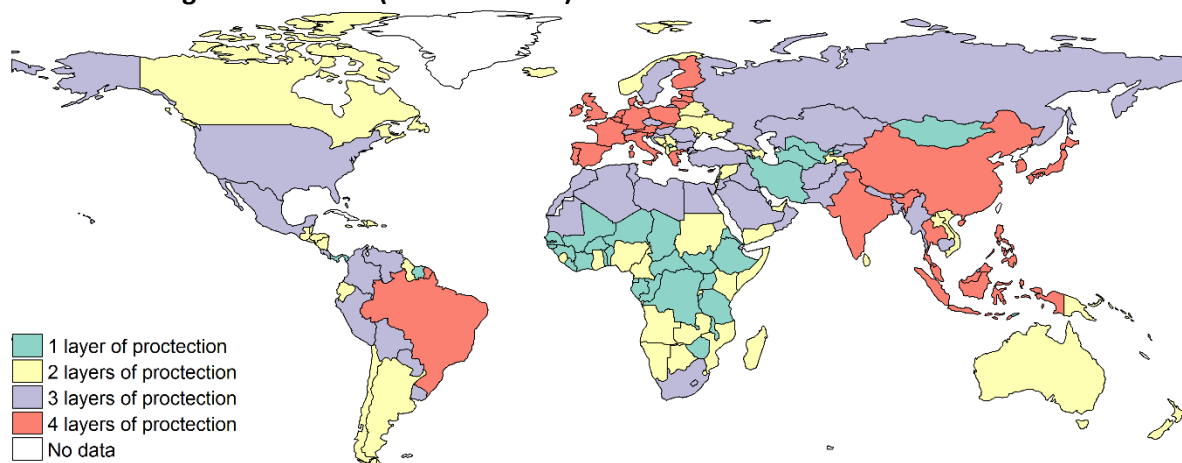 1 layer of proctection
2 layers of proctection
3 layers of proctection
4 layers of proctection
No data